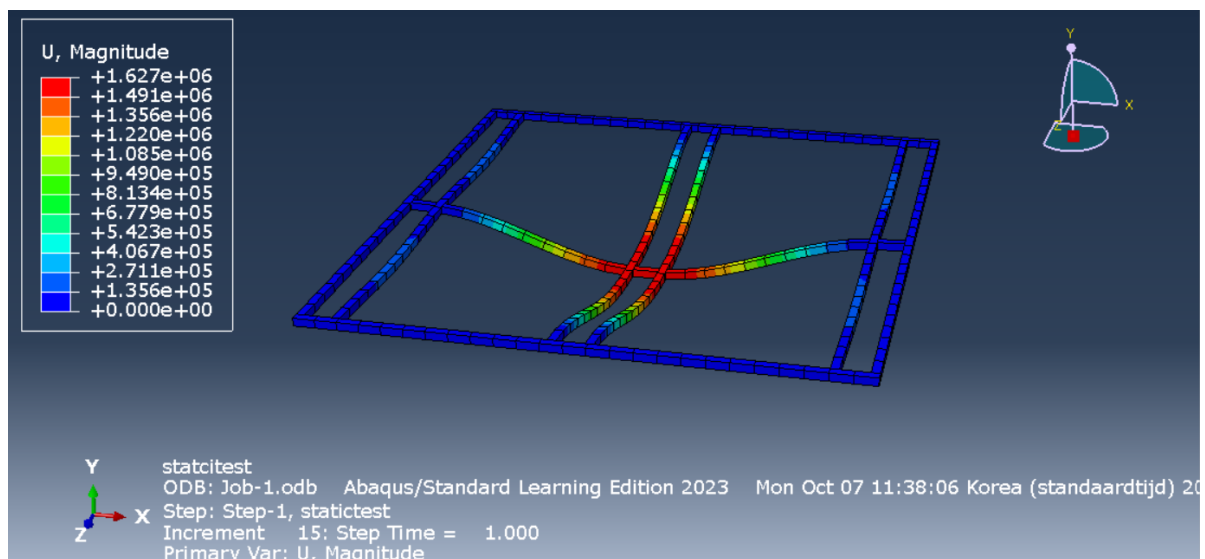 U, Magnitude
+1.627e+06
+1.491e+06
+1.356e+06
+1.220e+06
+1.085e+06
+9.490e+05
+8.134e+05
+6.779e+05
+5.423e+05
+4.067e+05
+2.711e+05
+1.356e+05
+0.000e+00
Y
X
Z
Y
X
Z
statcitest
ODB: Job-1.odb Abaqus/Standard Learning Edition 2023 Mon Oct 07 11:38:06 Korea (standaardtijd) 20
Step: Step-1, statictest
Increment 15: Step Time = 1.000
Primary Var: U, Magnitude